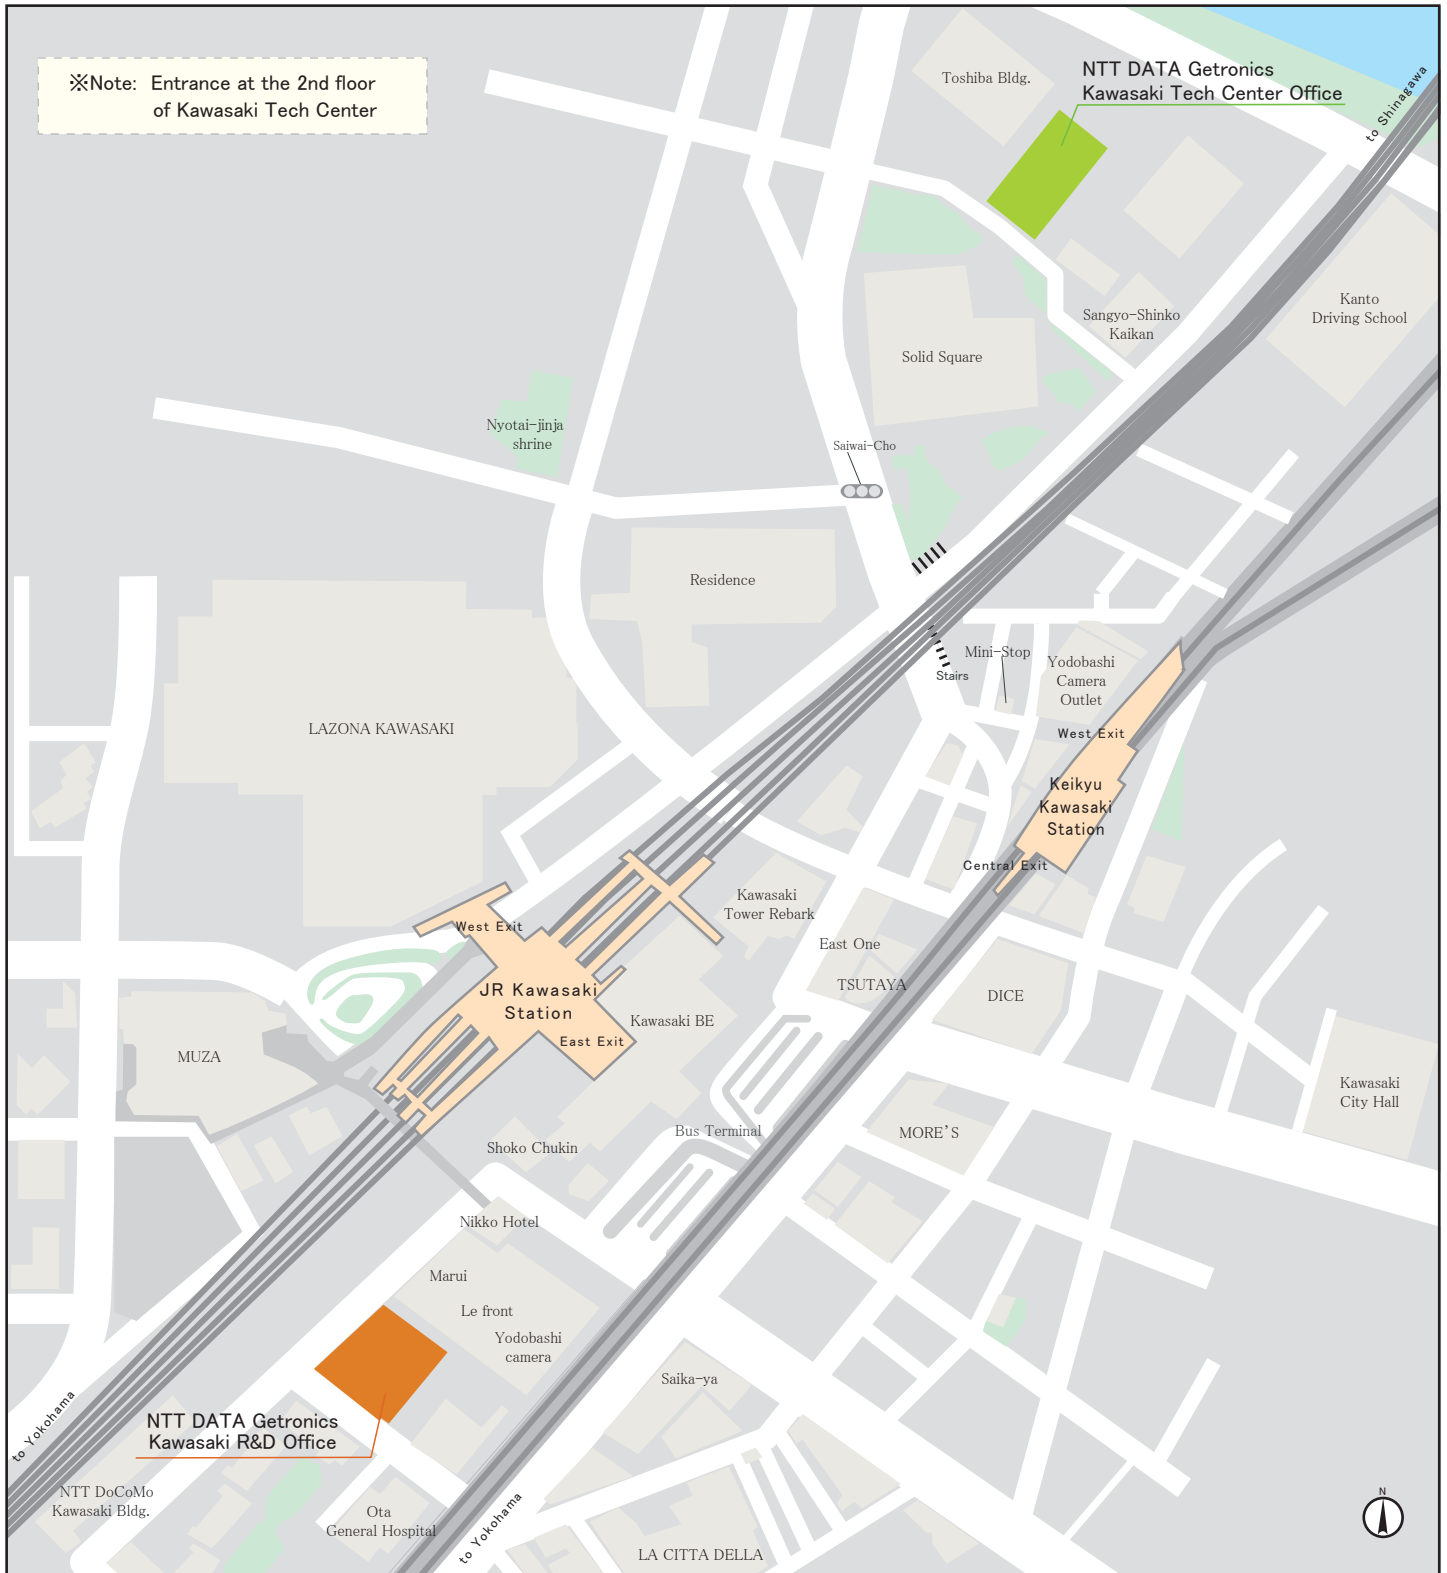 ※Note: Entrance at the 2nd floor
of Kawasaki Tech Center
Toshiba Bldg.
NTT DATA Getronics
Kawasaki Tech Center Office
to Shinagawa
Kanto
Driving School
Sangyo-Shinko
Kaikan
Solid Square
Nyotai-jinja
shrine
Saiwai-Cho
Residence
Mini-Stop
Stairs
Yodobashi
Camera
Outlet
West Exit
LAZONA KAWASAKI
Keikyu
Kawasaki
Station
Central Exit
Kawasaki
Tower Rebark
West Exit
East One
TSUTAYA
DICE
JR Kawasaki
Station
Kawasaki BE
East Exit
MUZA
Kawasaki
City Hall
Bus Terminal
MORE'S
Shoko Chukin
Nikko Hotel
Marui
Le front
Yodobashi
camera
Saika-ya
to Yokohama
NTT DATA Getronics
Kawasaki R&D Office
NTT DoCoMo
Kawasaki Bldg.
Ota
General Hospital
to Yokohama
LA CITTA DELLA
N